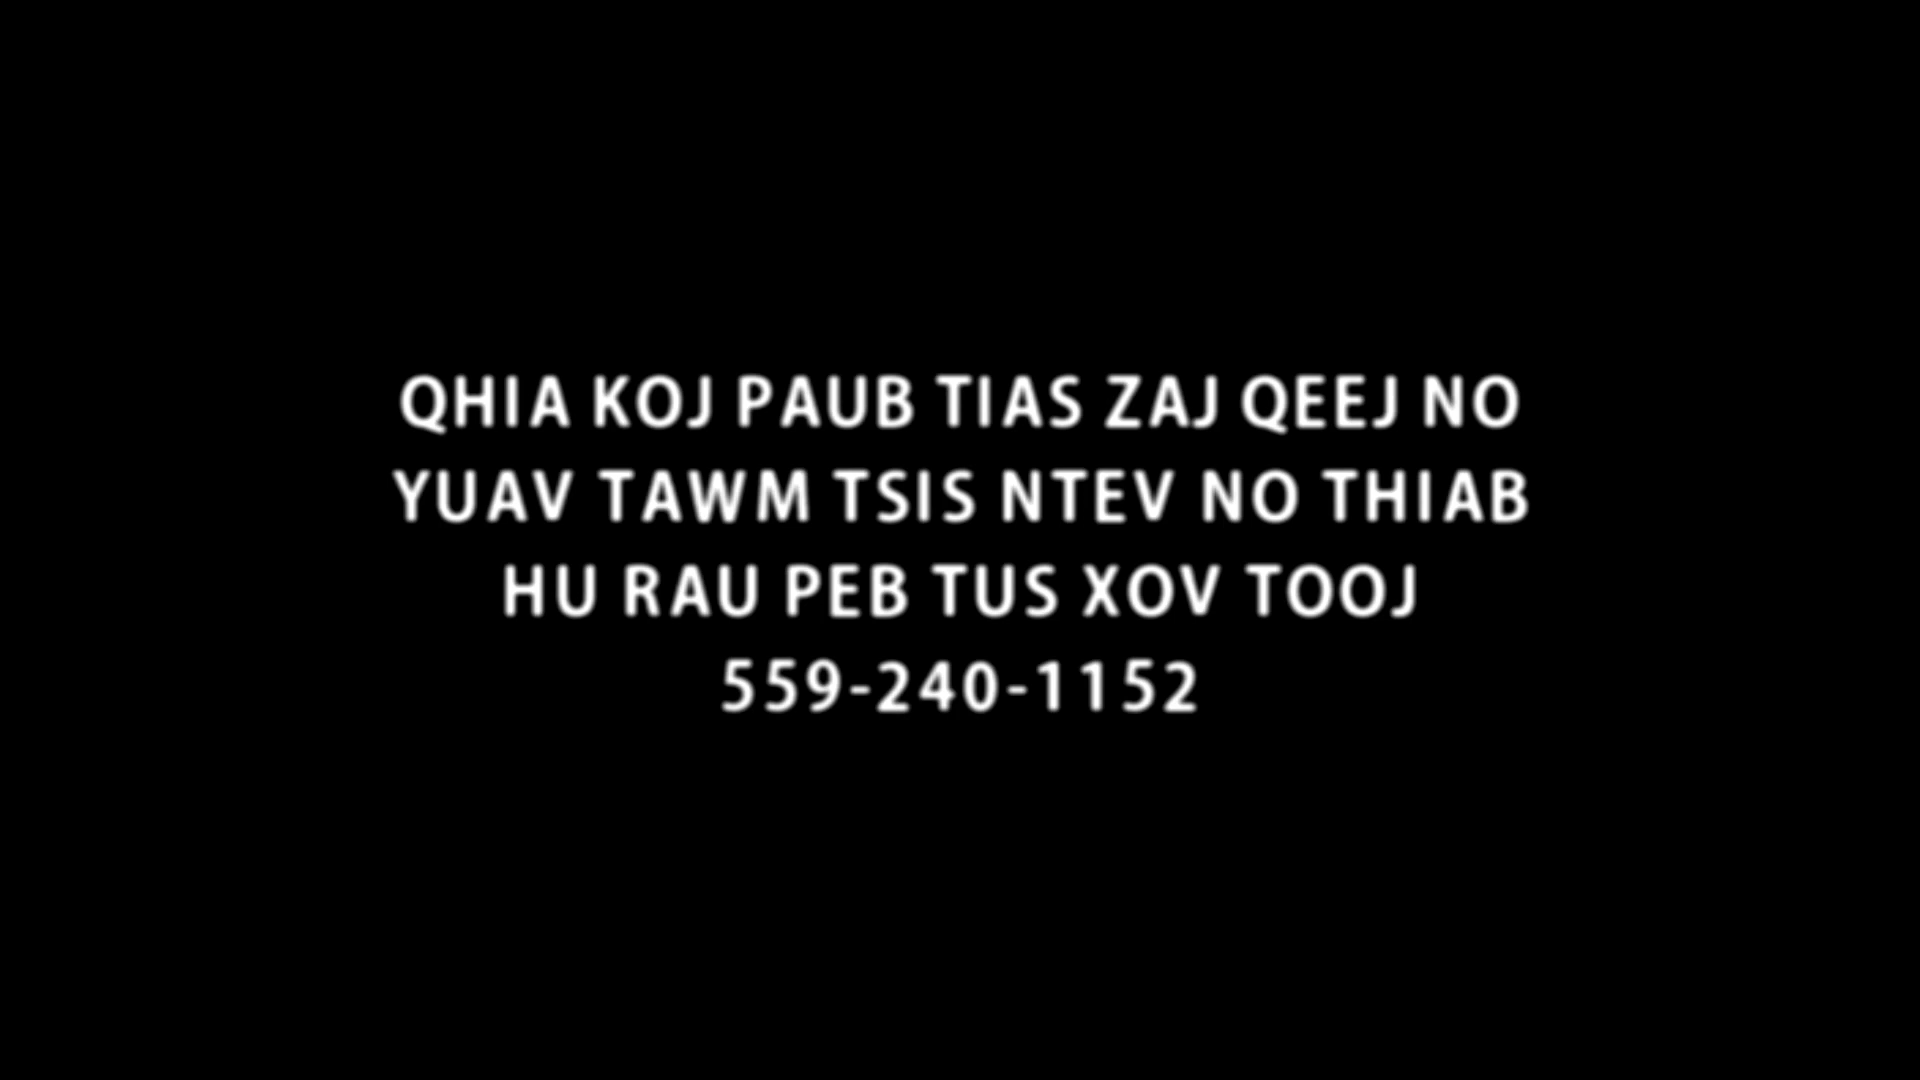 QHIA KOJ PAUB TIAS ZAJ QEEJ NO
YUAV TAWM TSIS NTEV NO THIAB
HU RAU PEB TUS XOV TOOJ
559-240-1152